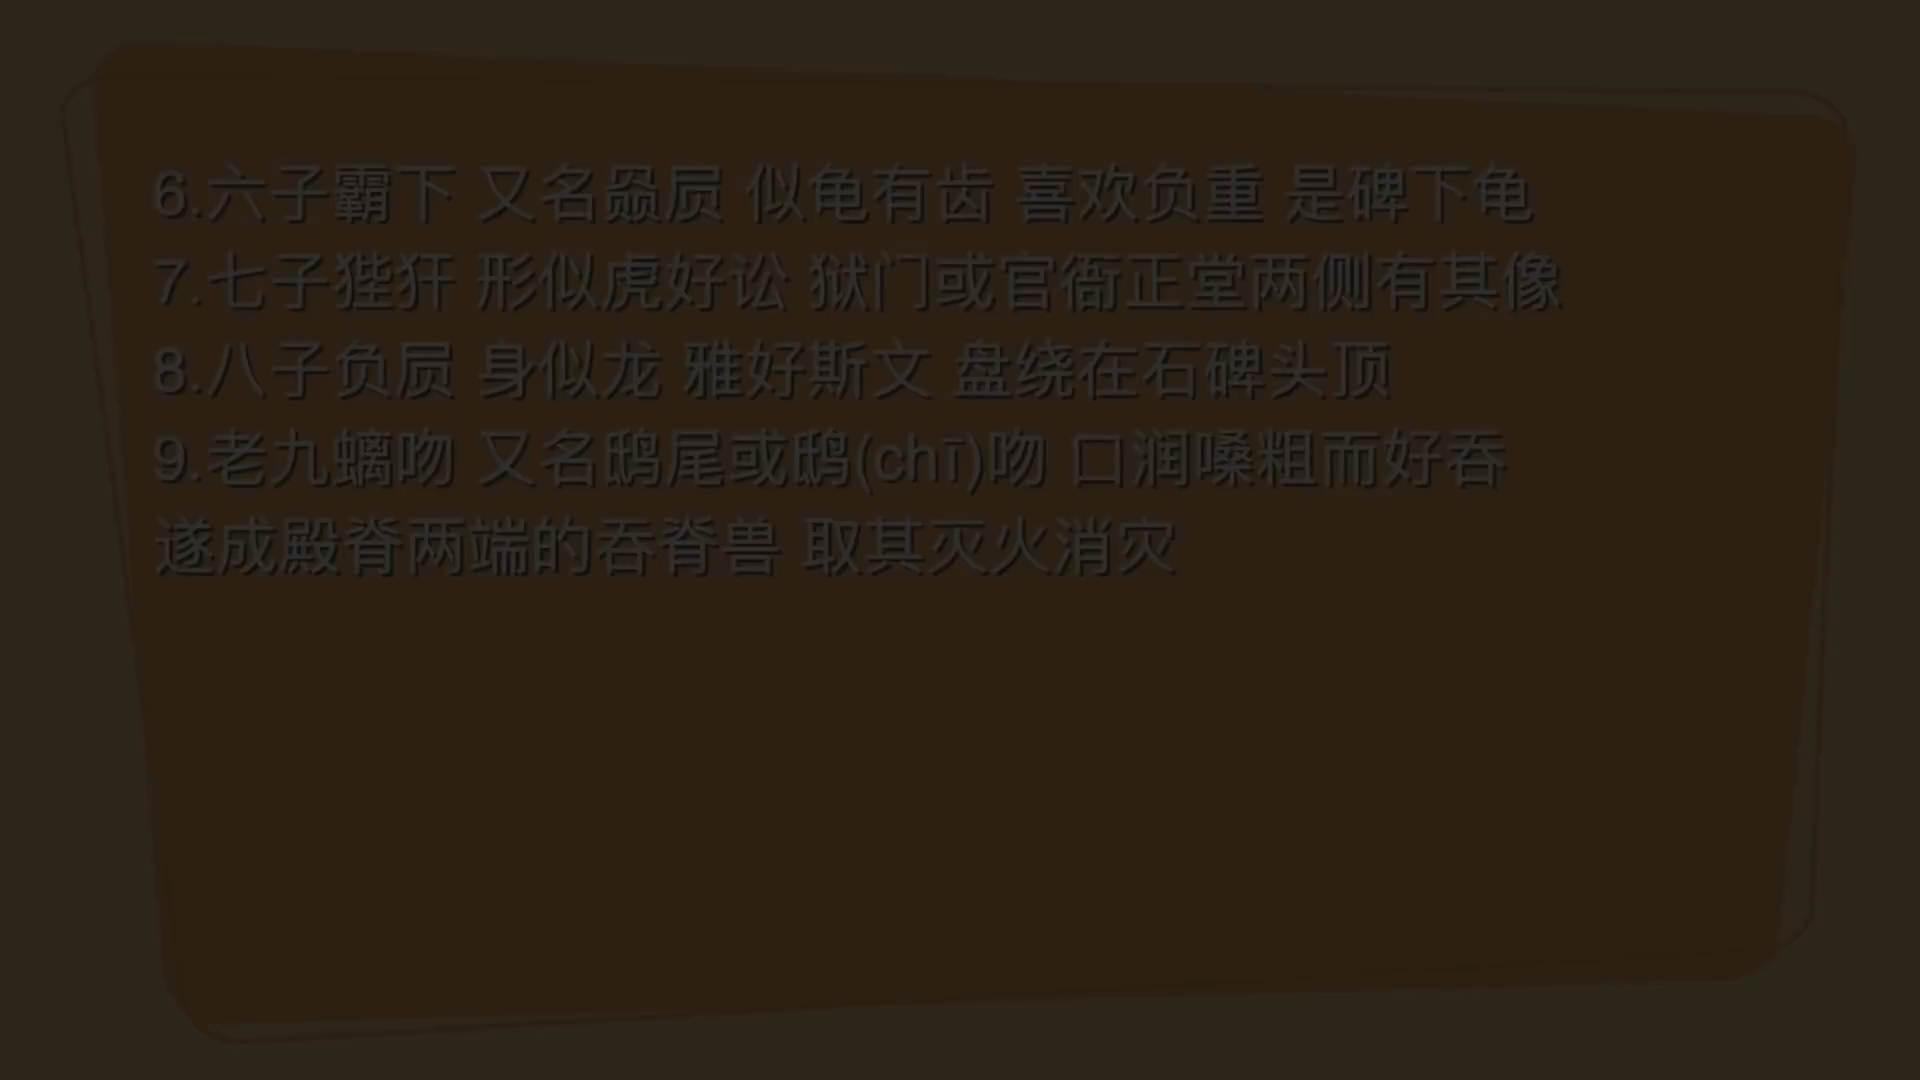 6.六子霸下 又名赑屃 似龟有齿 喜欢负重 是碑下龟
7.七子狴犴 形似虎好讼 狱门或官衙正堂两侧有其像
8.八子负屃 身似龙 雅好斯文 盘绕在石碑头顶
9.老九螭吻 又名鸱尾或鸱(chī)吻 口润嗓粗而好吞
遂成殿脊两端的吞脊兽 取其灭火消灾